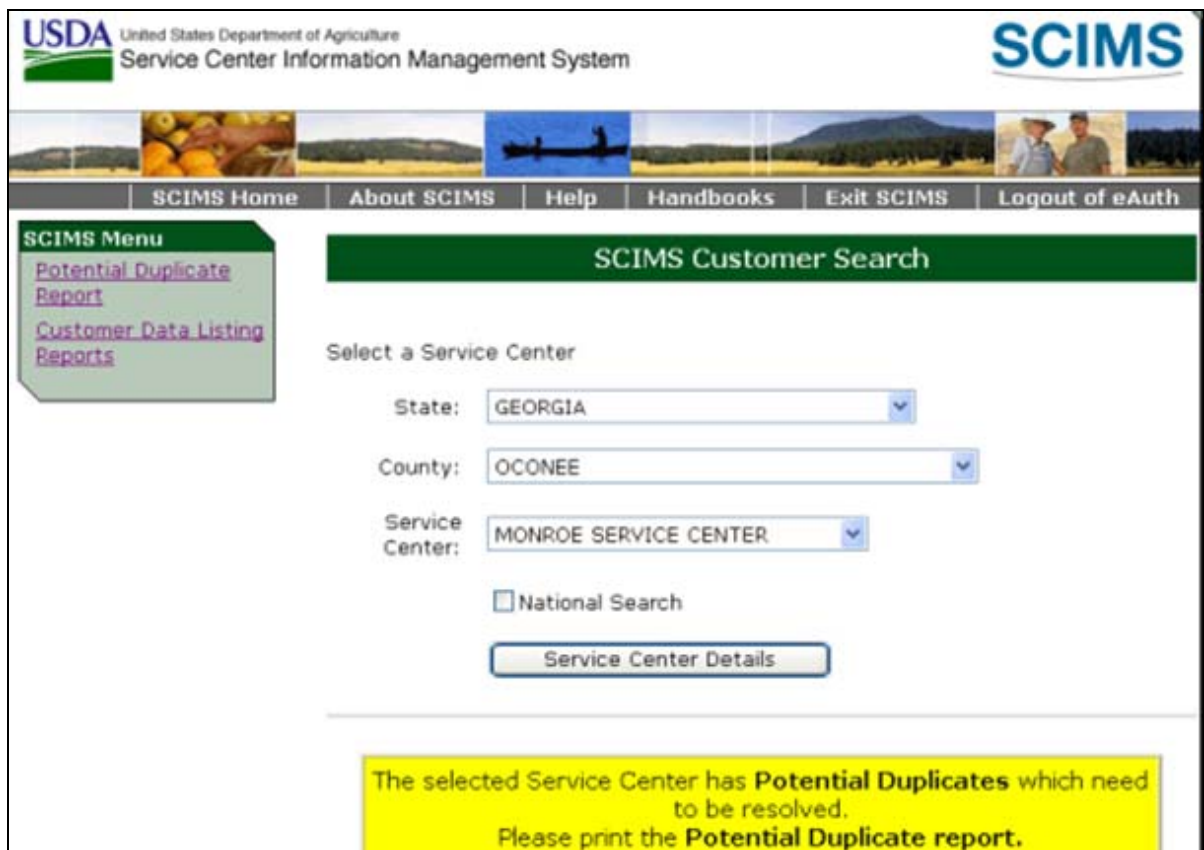 USDA United States Department of Agriculture
Service Center Information Management System
SCIMS
SCIMS Home About SCIMS Help Handbooks Exit SCIMS Logout of eAuth
SCIMS Menu
Potential Duplicate
Report
Customer Data Listing
Reports
SCIMS Customer Search
Select a Service Center
State: GEORGIA
County: OCONEE
Service
Center: MONROE SERVICE CENTER
National Search
Service Center Details
The selected Service Center has Potential Duplicates which need
to be resolved.
Please print the Potential Duplicate report.